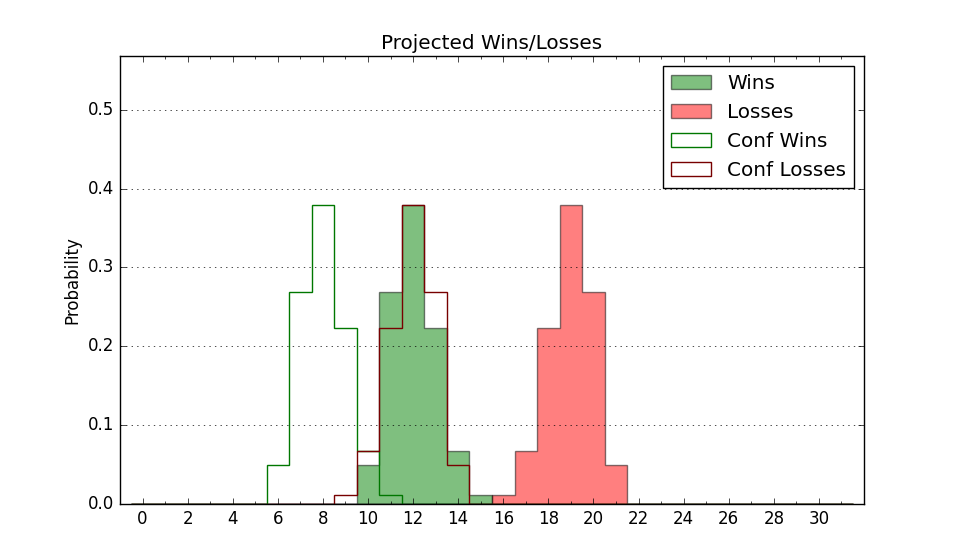 Projected Wins/Losses
Wins
Losses
Conf Wins
Conf Losses
Probability
0.5
0.4
0.3
0.2
0.1
0.0
0 2 4 6 8 10 12 14 16 18 20 22 24 26 28 30